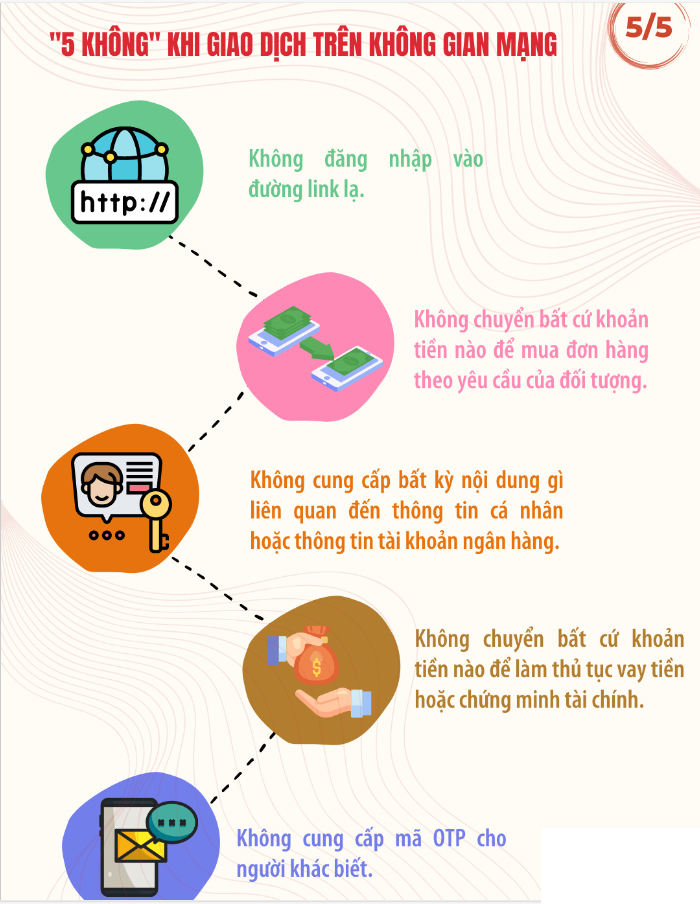 "5 KHÔNG" KHI GIAO DỊCH TRÊN KHÔNG GIAN MẠNG
5/5
http://
Không đăng nhập vào
đường link lạ.
Không chuyển bất cứ khoản
tiền nào để mua đơn hàng
theo yêu cầu của đối tượng.
Không cung cấp bất kỳ nội dung gì
liên quan đến thông tin cá nhân
hoặc thông tin tài khoản ngân hàng.
$
Không chuyển bất cứ khoản
tiền nào để làm thủ tục vay tiền
hoặc chứng minh tài chính.
Không cung cấp mã OTP cho
người khác biết.